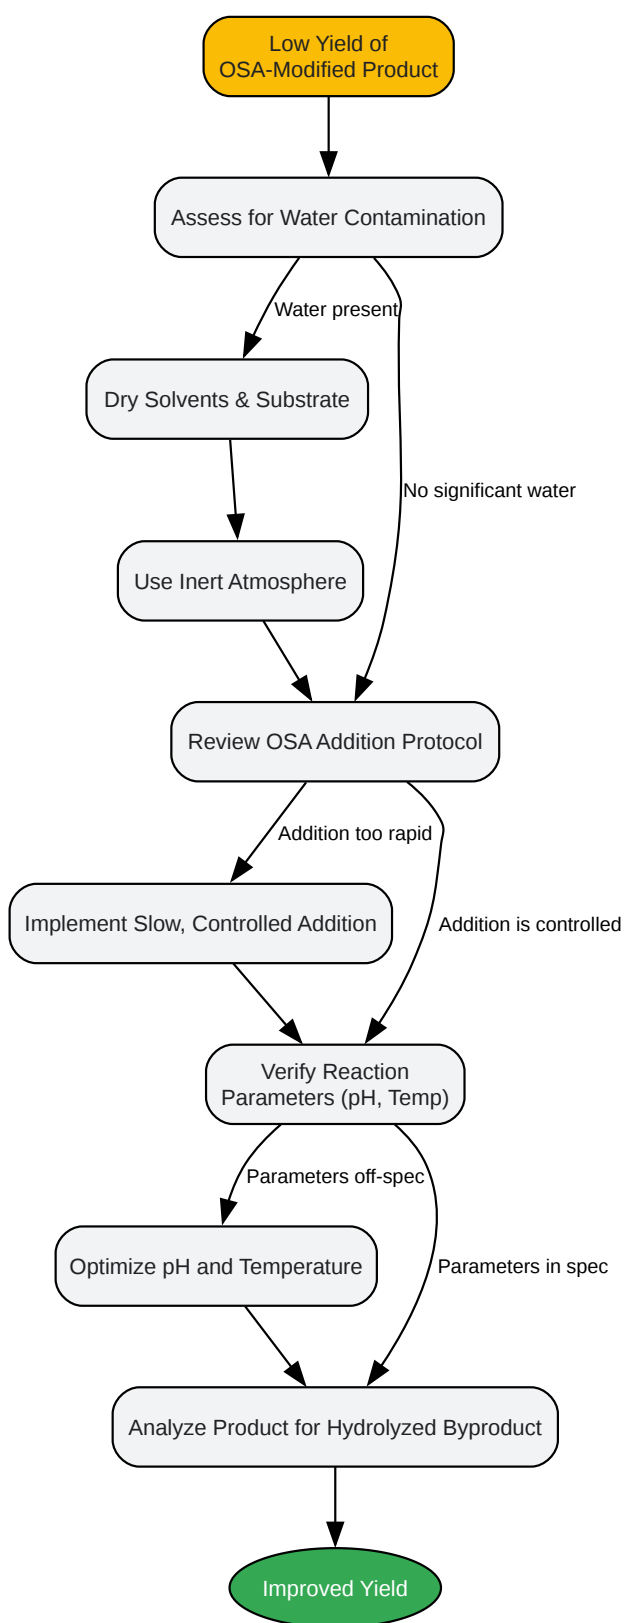 Low Yield of
OSA-Modified Product
Assess for Water Contamination
Water present
Dry Solvents & Substrate
No significant water
Use Inert Atmosphere
Review OSA Addition Protocol
Addition too rapid
Implement Slow, Controlled Addition
Addition is controlled
Verify Reaction
Parameters (pH, Temp)
Parameters off-spec
Optimize pH and Temperature
Parameters in spec
Analyze Product for Hydrolyzed Byproduct
Improved Yield